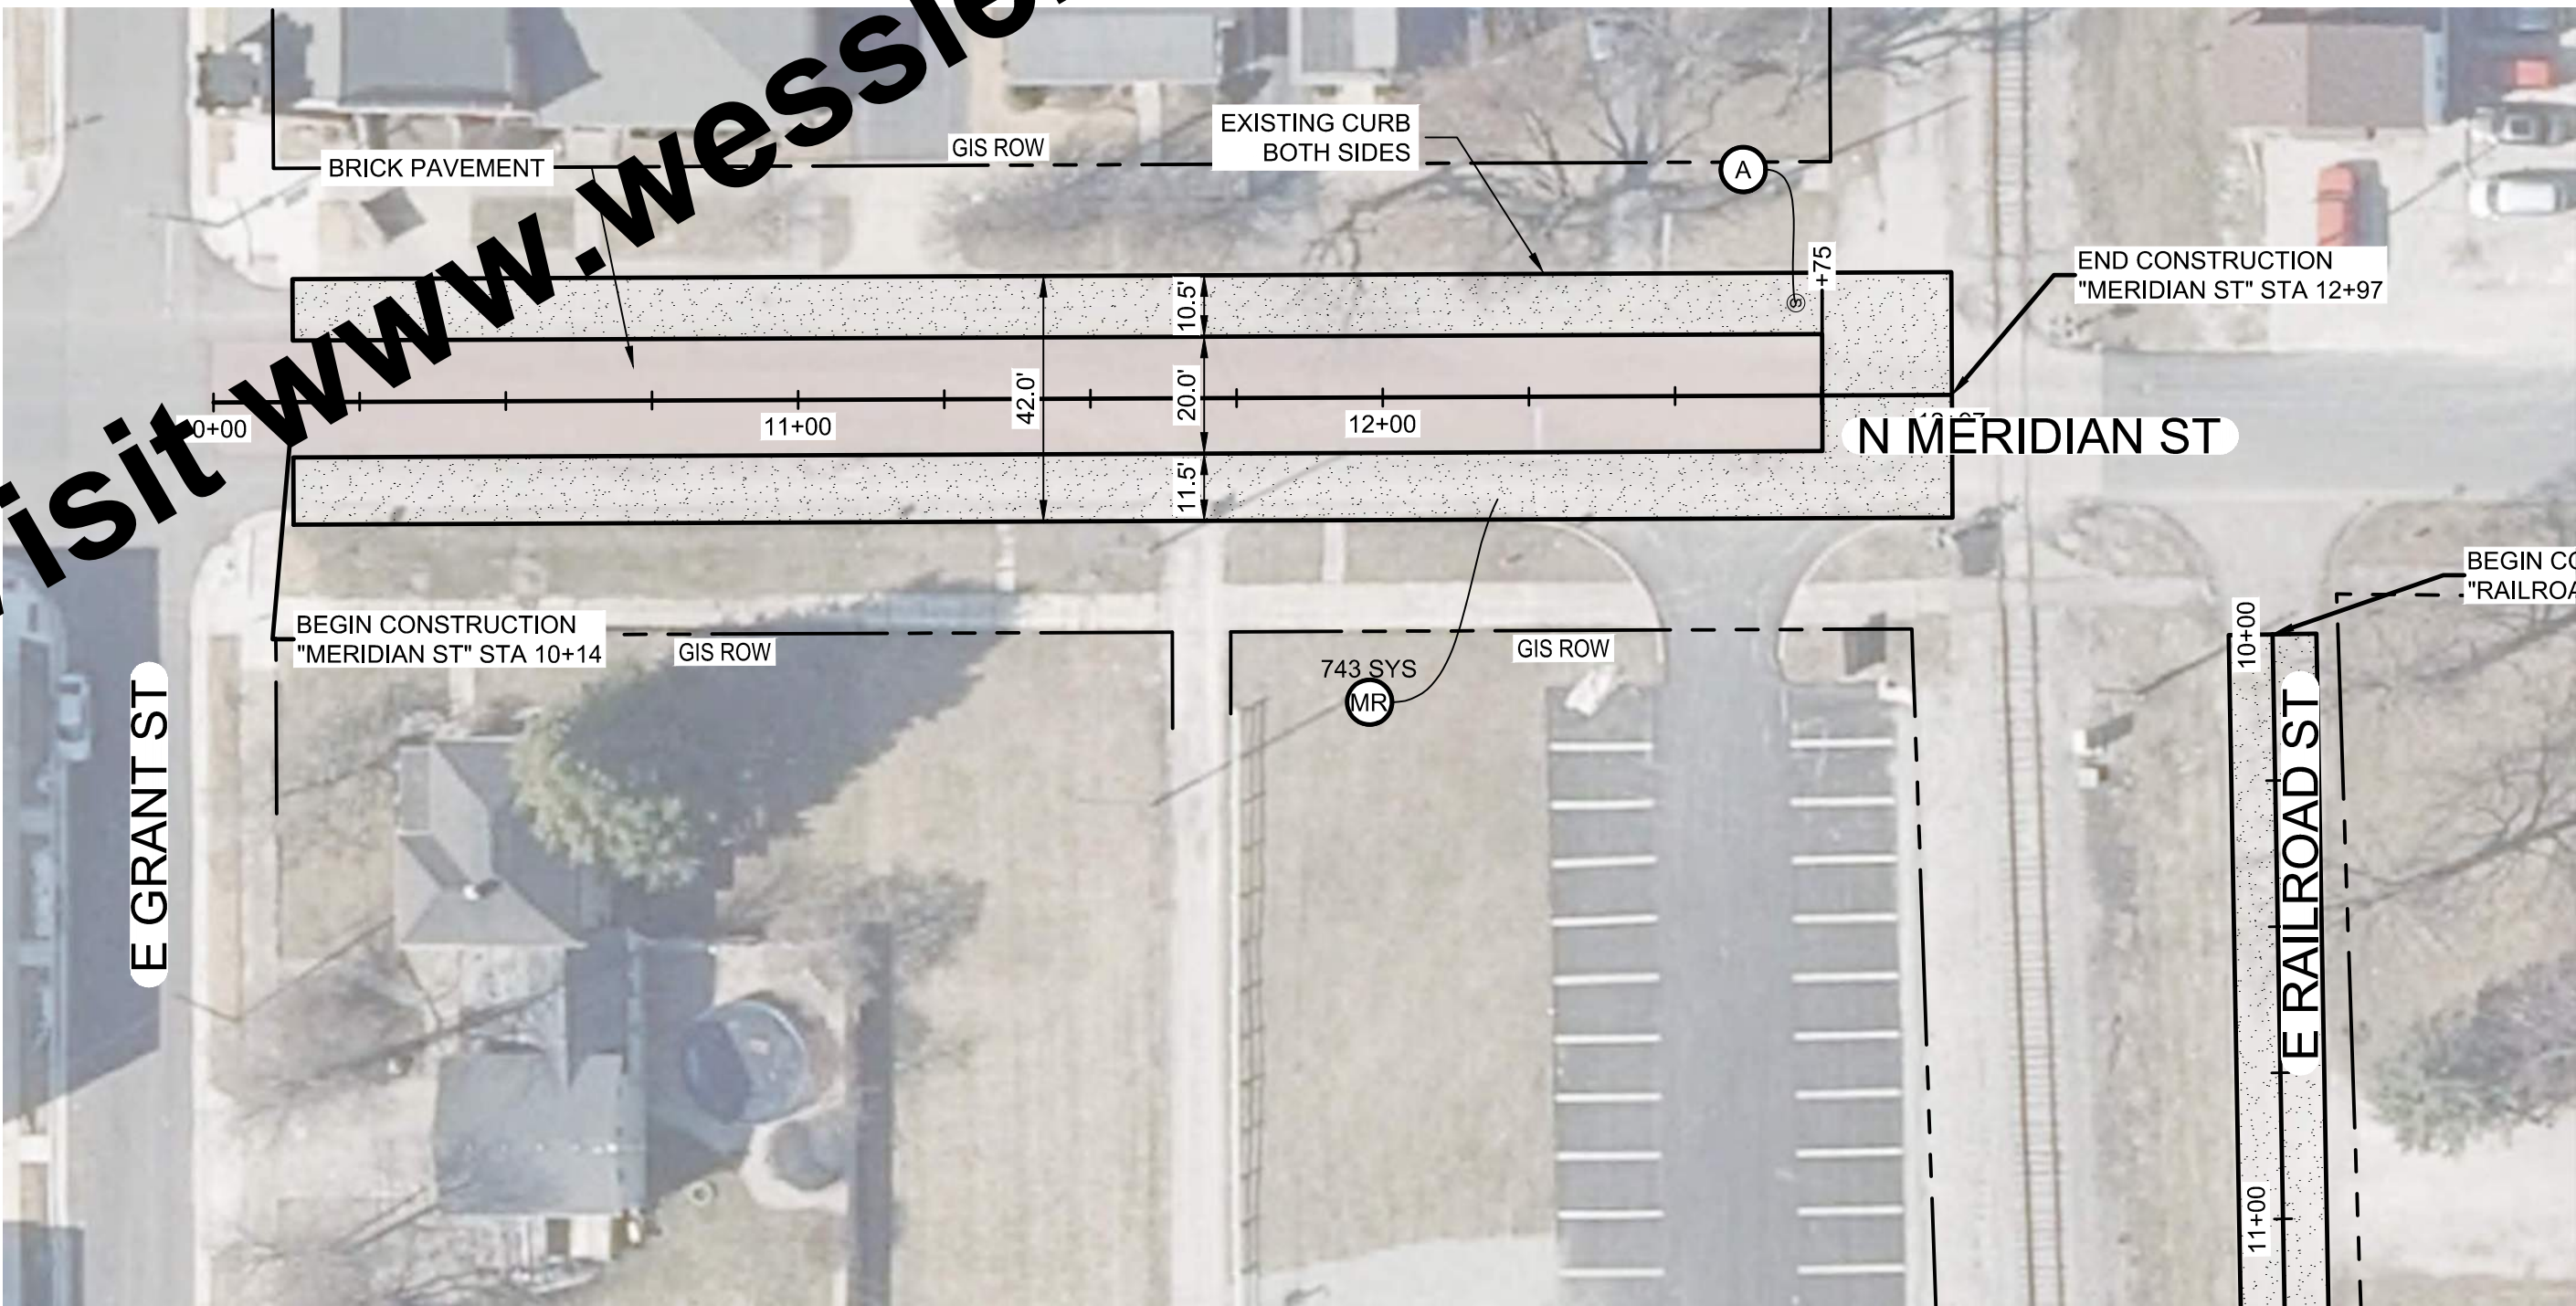 visit www.wessle
BRICK PAVEMENT
GIS ROW
EXISTING CURB
BOTH SIDES
A
+75
END CONSTRUCTION
"MERIDIAN ST" STA 12+97
10.5'
S
42.0'
20.0'
0+00
11+00
12+00
N MERIDIAN ST
11.5'
BEGIN CONSTRUCTION
"MERIDIAN ST" STA 10+14
GIS ROW
GIS ROW
743 SYS
MR
BEGIN CO
"RAILROA
10+00
E GRANT ST
E RAILROAD ST
11+00